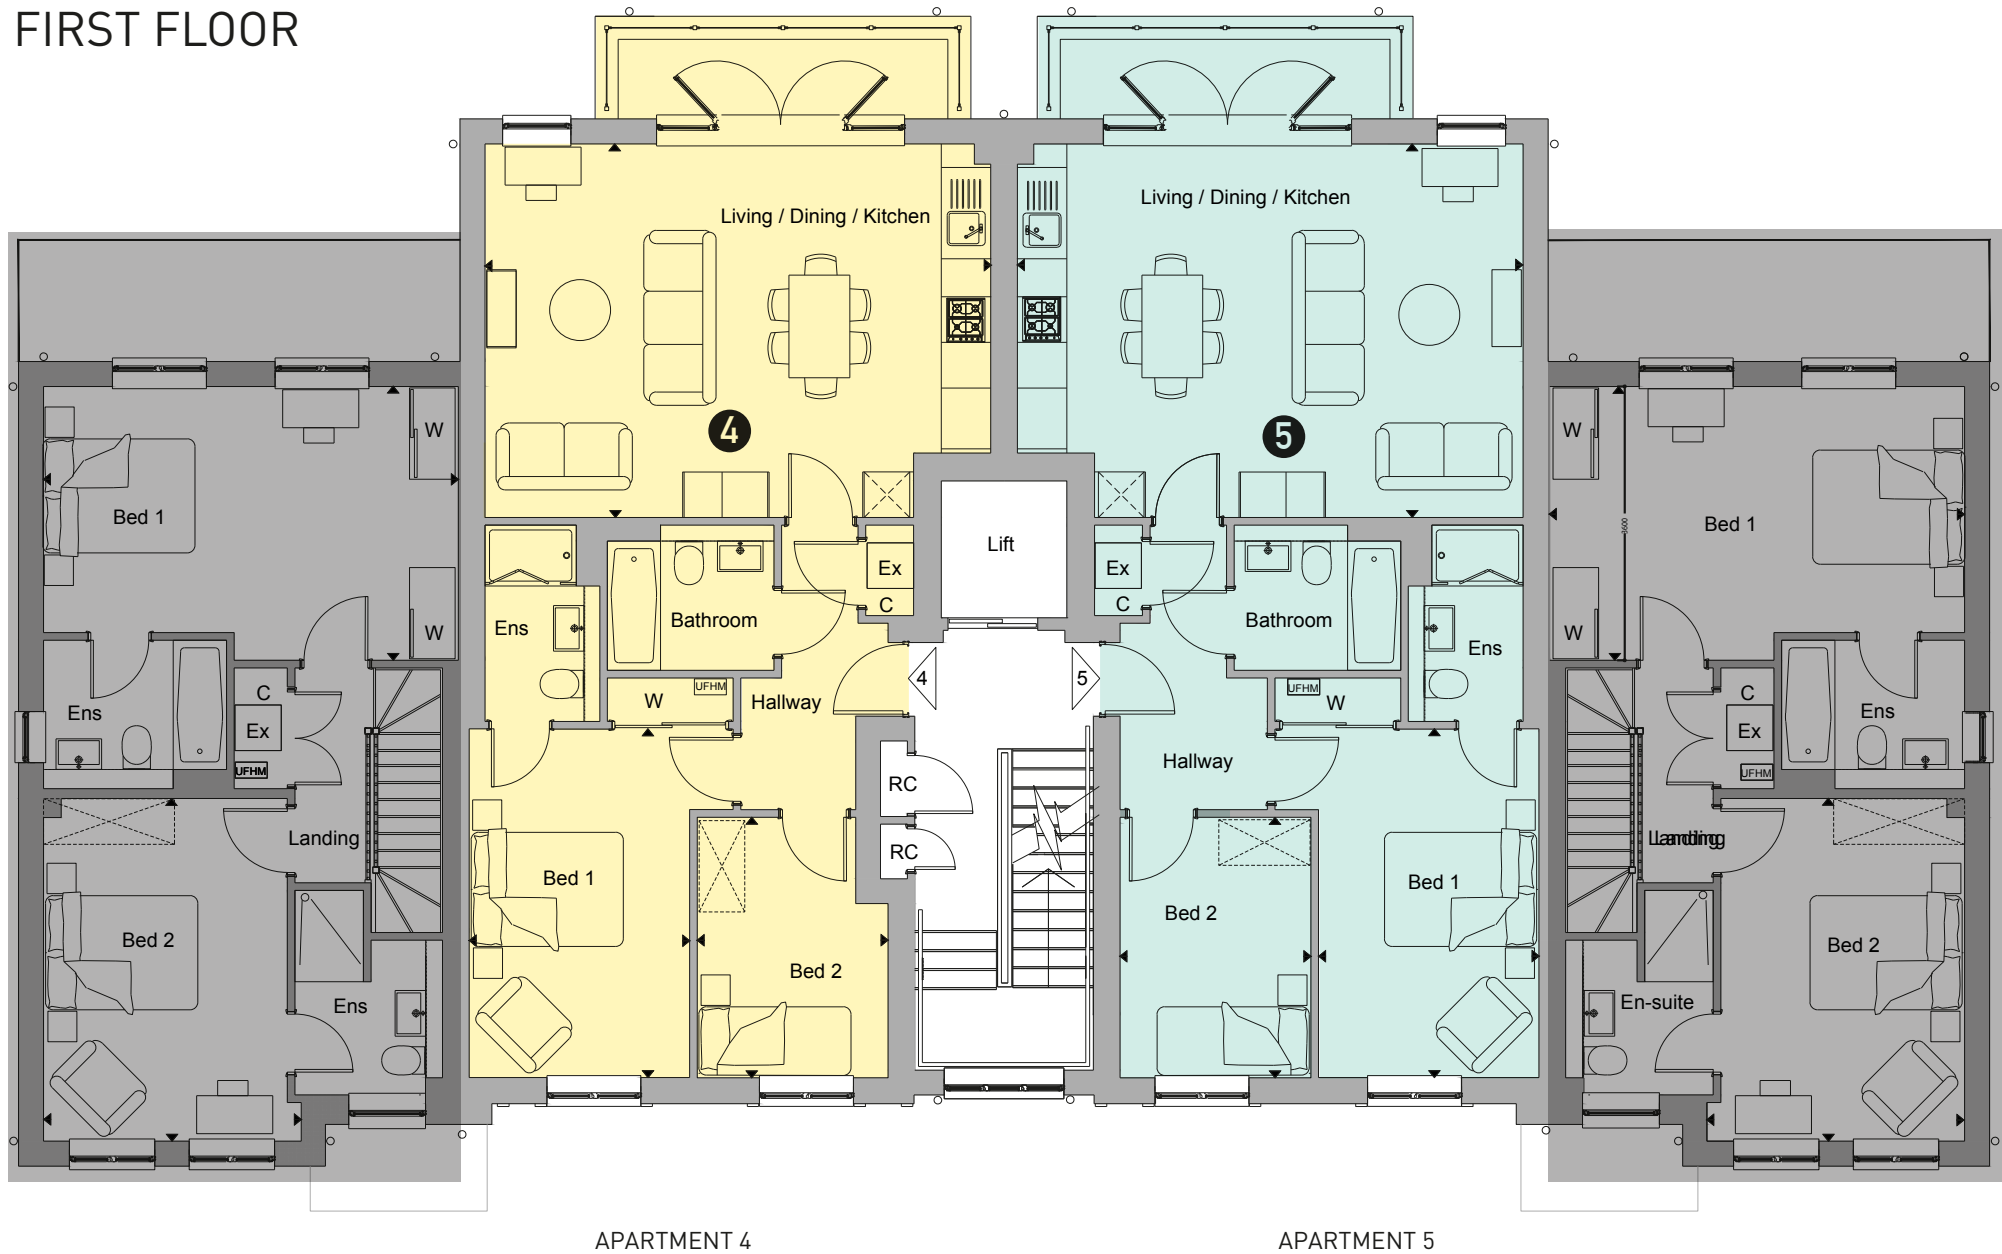 FIRST FLOOR
Living / Dining / Kitchen
Living / Dining / Kitchen
4
5
W
W
Bed 1
Bed 1
Lift
Ex
Ex
C
C
W
W
Ens
Bathroom
Bathroom
Ens
4
5
UFHM
UFHM
W
W
Hallway
Hallway
C
C
Ens
Ens
Ex
Ex
UFHM
UFHM
RC
RC
Landing
Landing
Bed 1
Bed 1
Bed 2
Bed 2
Bed 2
Bed 2
Ens
En-suite
APARTMENT 4
APARTMENT 5